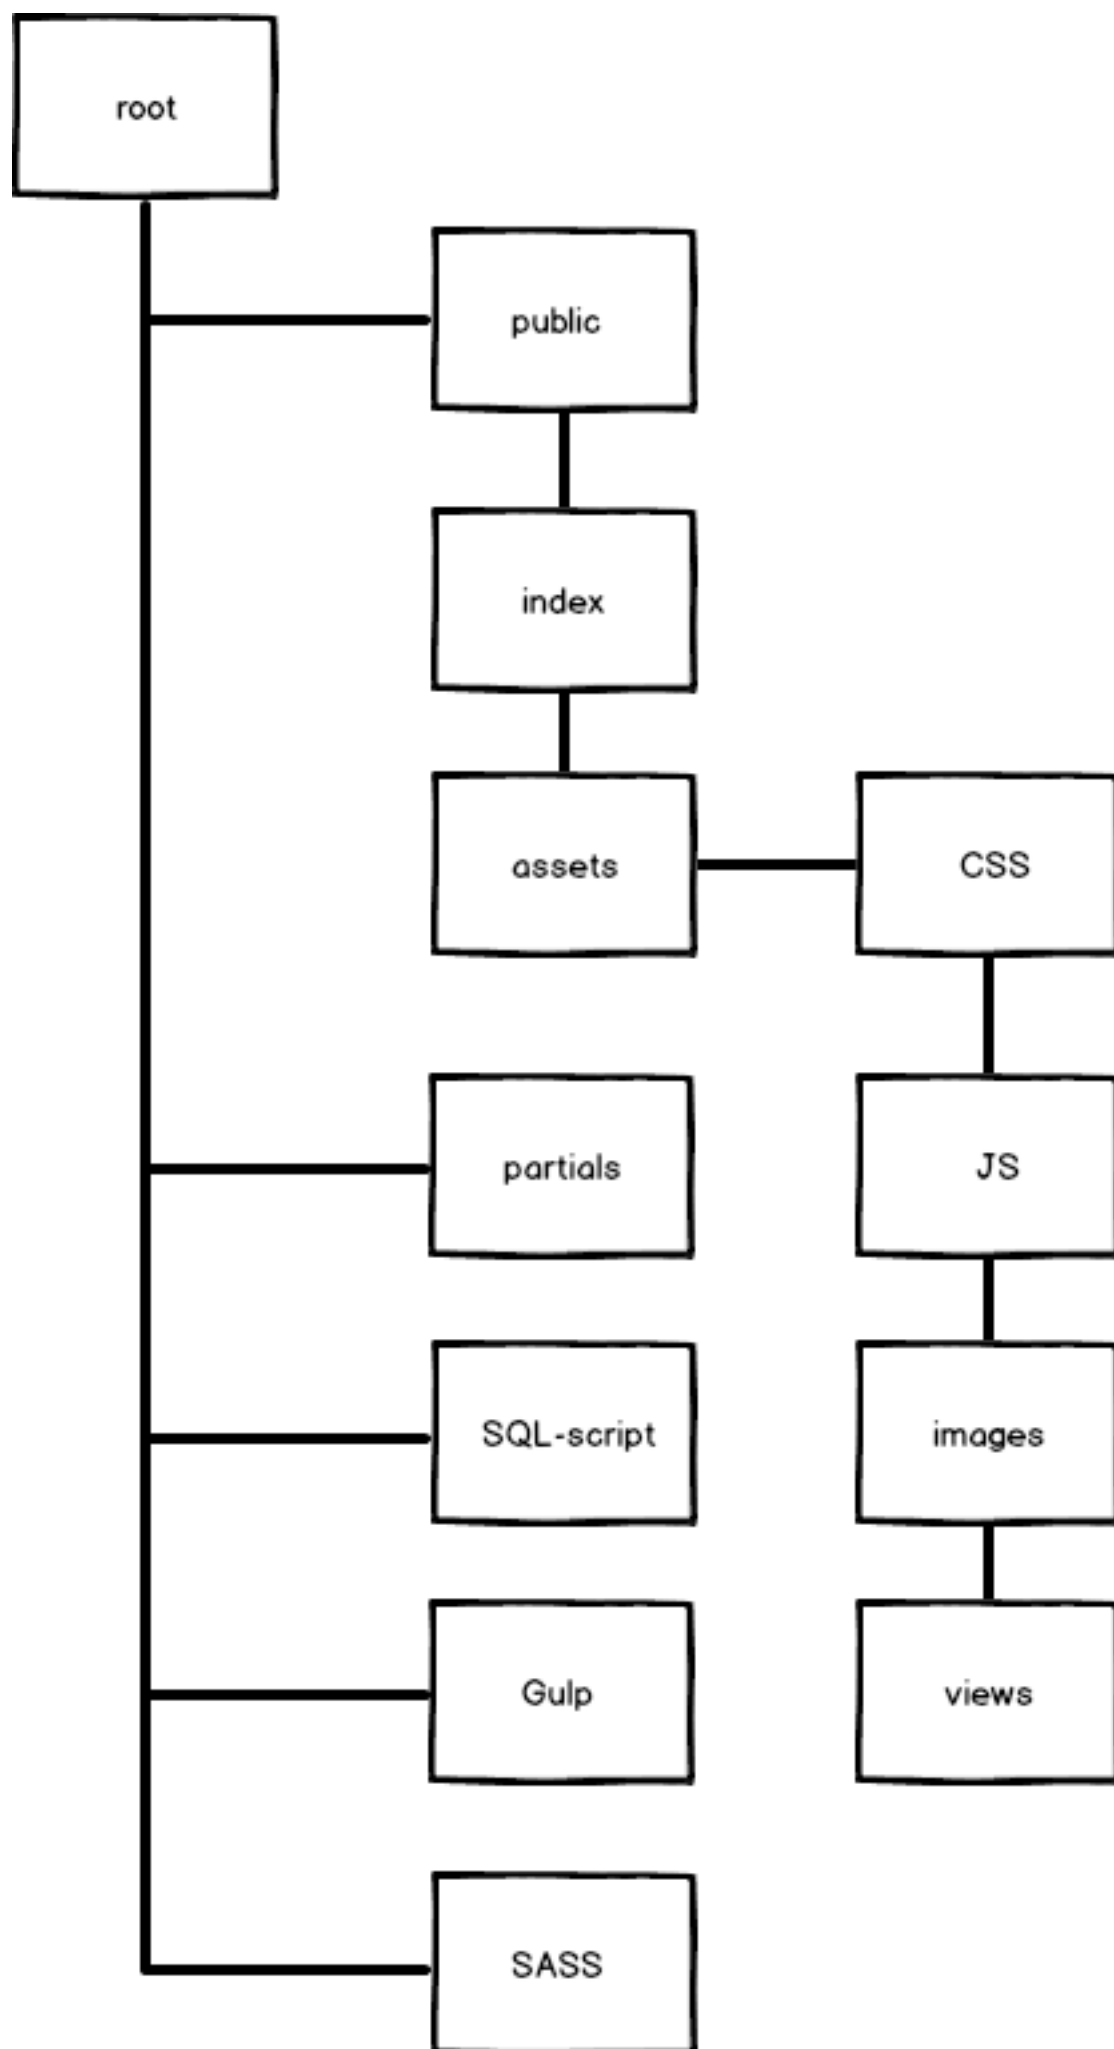 root
public
index
assets
CSS
partials
JS
SQL-script
images
Gulp
views
SASS